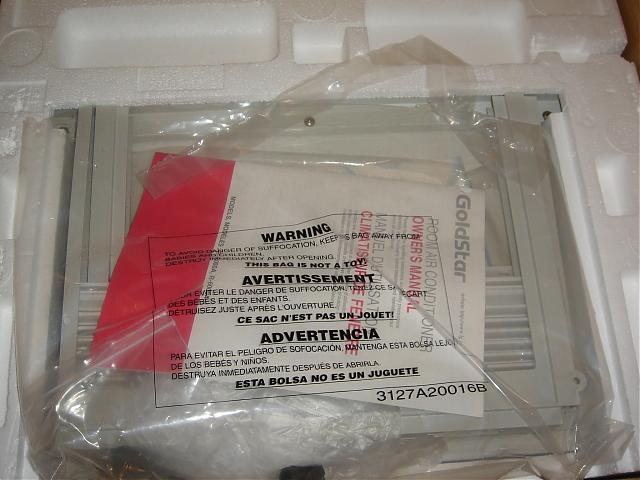 WARNING
TO AVOID DANGER OF SUFFOCATION, KEEP THIS BAG AWAY FROM
BABIES AND CHILDREN.
DESTROY IMMEDIATELY AFTER OPENING.
THIS BAG IS NOT A TOY!
AVERTISSEMENT
POUR EVITER LE DANGER DE SUFFOCATION, TENEZ CE SAC ECART
DES BÉBÉS ET DES ENFANTS.
DÉTRUISEZ JUSTE APRÈS L'OUVERTURE.
CE SAC N'EST PAS UN JOUET!
ADVERTENCIA
PARA EVITAR EL PELIGRO DE SOFOCACIÓN, MANTENGA ESTA BOLSA LEJOS
DE LOS BEBÉS Y NIÑOS.
DESTRUYA INMEDIATAMENTE DESPUÉS DE ABRIRLA.
ESTA BOLSA NO ES UN JUGUETE
3127A20016B
GoldStar
ROOM AIR CONDITIONER
OWNER'S MANUAL